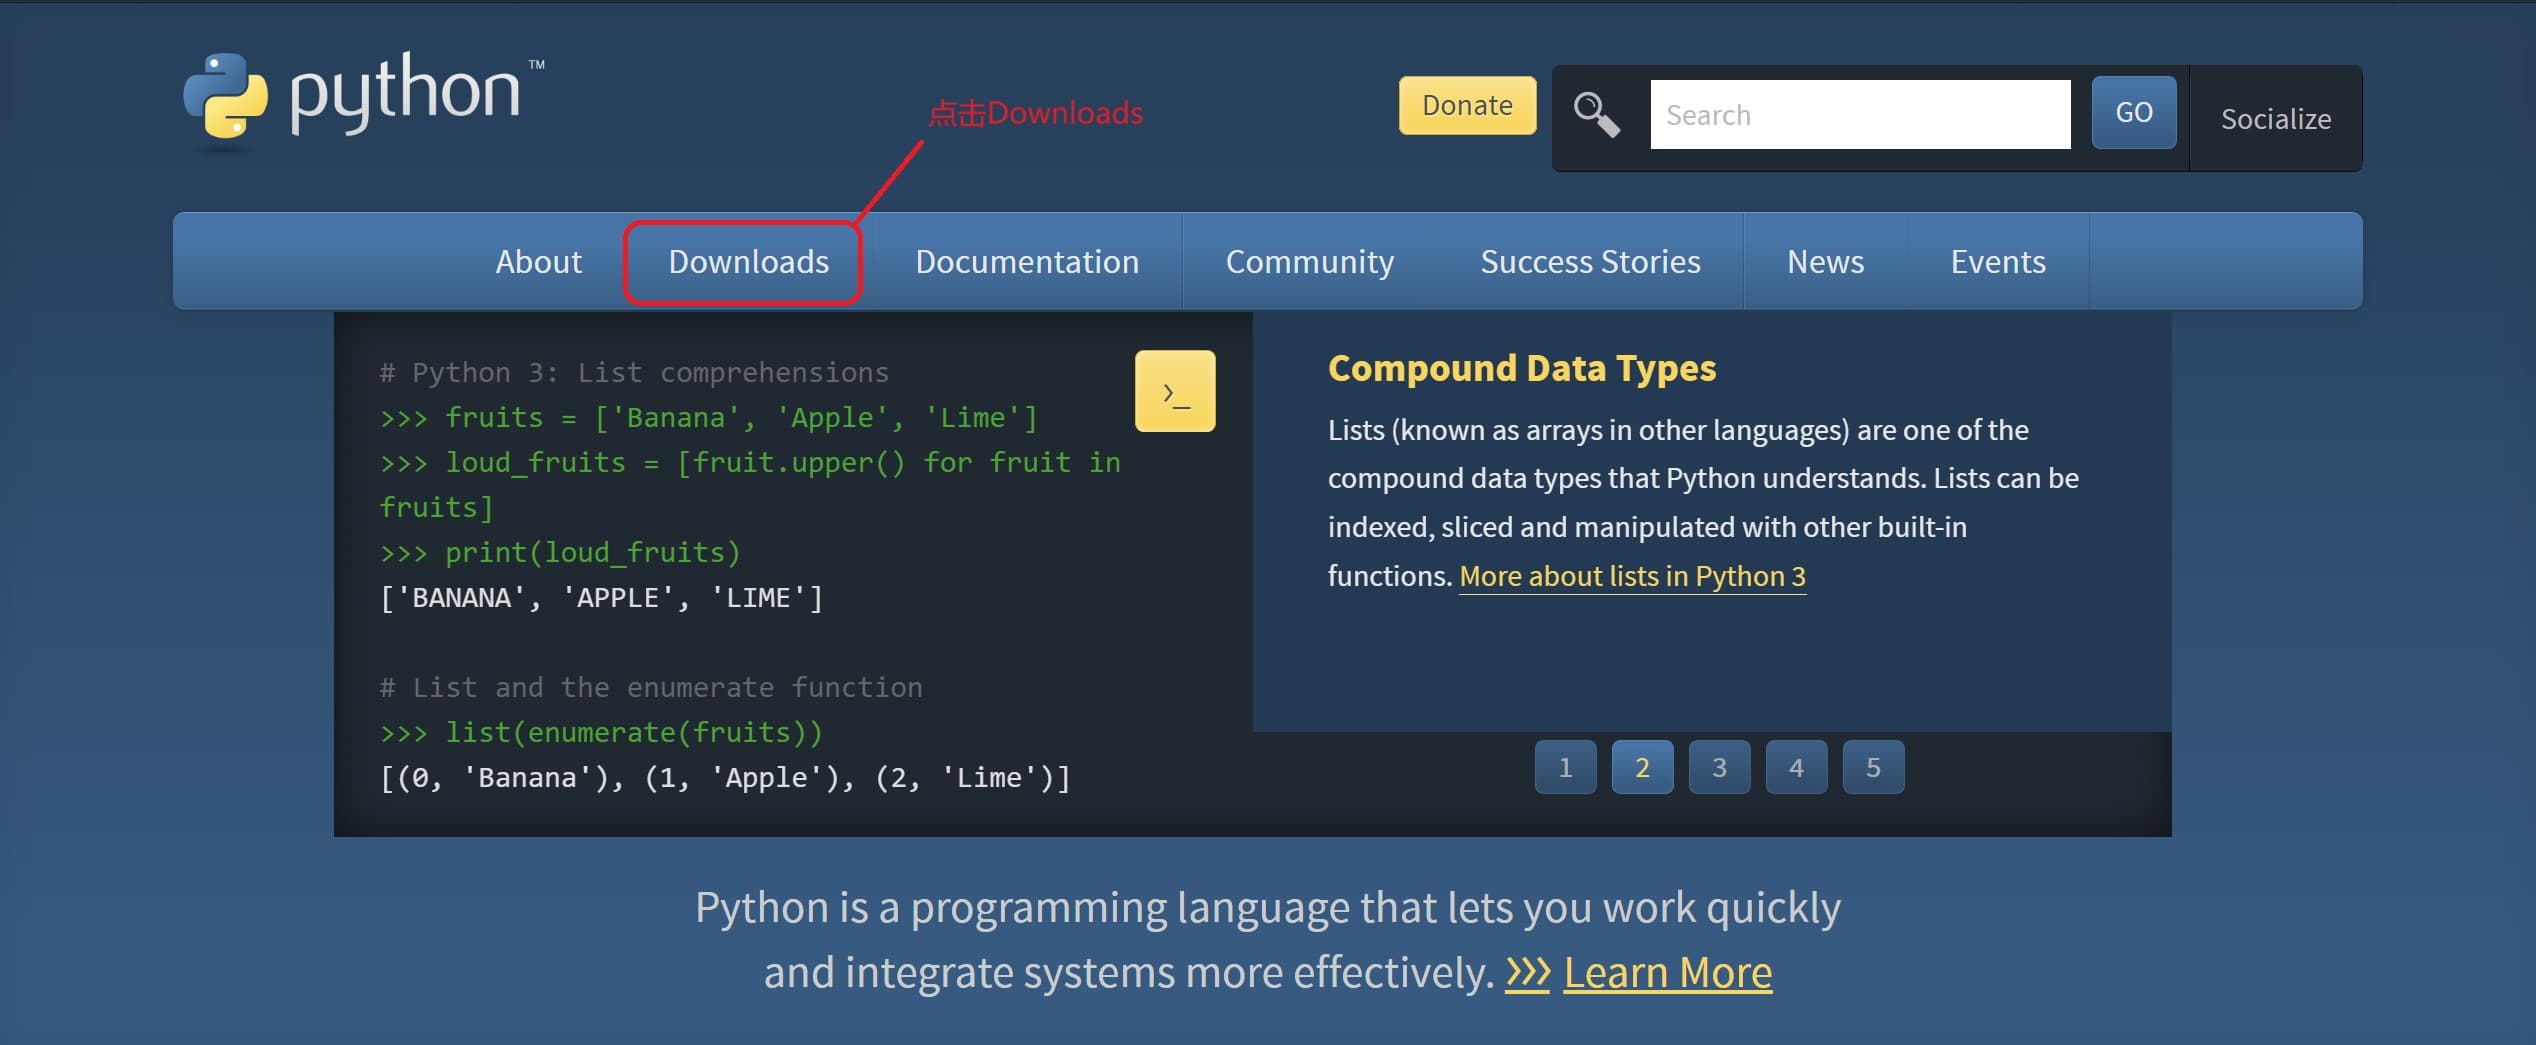 python™
点击Downloads
Donate
Search
GO
Socialize
About
Downloads
Documentation
Community
Success Stories
News
Events
# Python 3: List comprehensions
>>> fruits = ['Banana', 'Apple', 'Lime']
>>> loud_fruits = [fruit.upper() for fruit in
fruits]
>>> print(loud_fruits)
['BANANA', 'APPLE', 'LIME']
# List and the enumerate function
>>> list(enumerate(fruits))
[(0, 'Banana'), (1, 'Apple'), (2, 'Lime')]
>_
Compound Data Types
Lists (known as arrays in other languages) are one of the
compound data types that Python understands. Lists can be
indexed, sliced and manipulated with other built-in
functions. More about lists in Python 3
1
2
3
4
5
Python is a programming language that lets you work quickly
and integrate systems more effectively. >>> Learn More